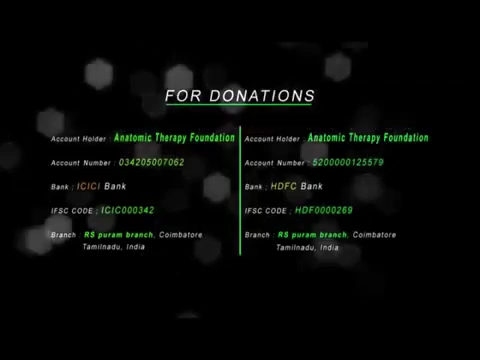 FOR DONATIONS
Account Holder : Anatomic Therapy Foundation
Account Number : 034205007062
Bank : ICICI Bank
IFSC CODE : ICIC000342
Branch : RS puram branch, Coimbatore
Tamilnadu, India
Account Holder : Anatomic Therapy Foundation
Account Number : 5200000125579
Bank : HDFC Bank
IFSC CODE : HDF0000269
Branch : RS puram branch, Coimbatore
Tamilnadu, India